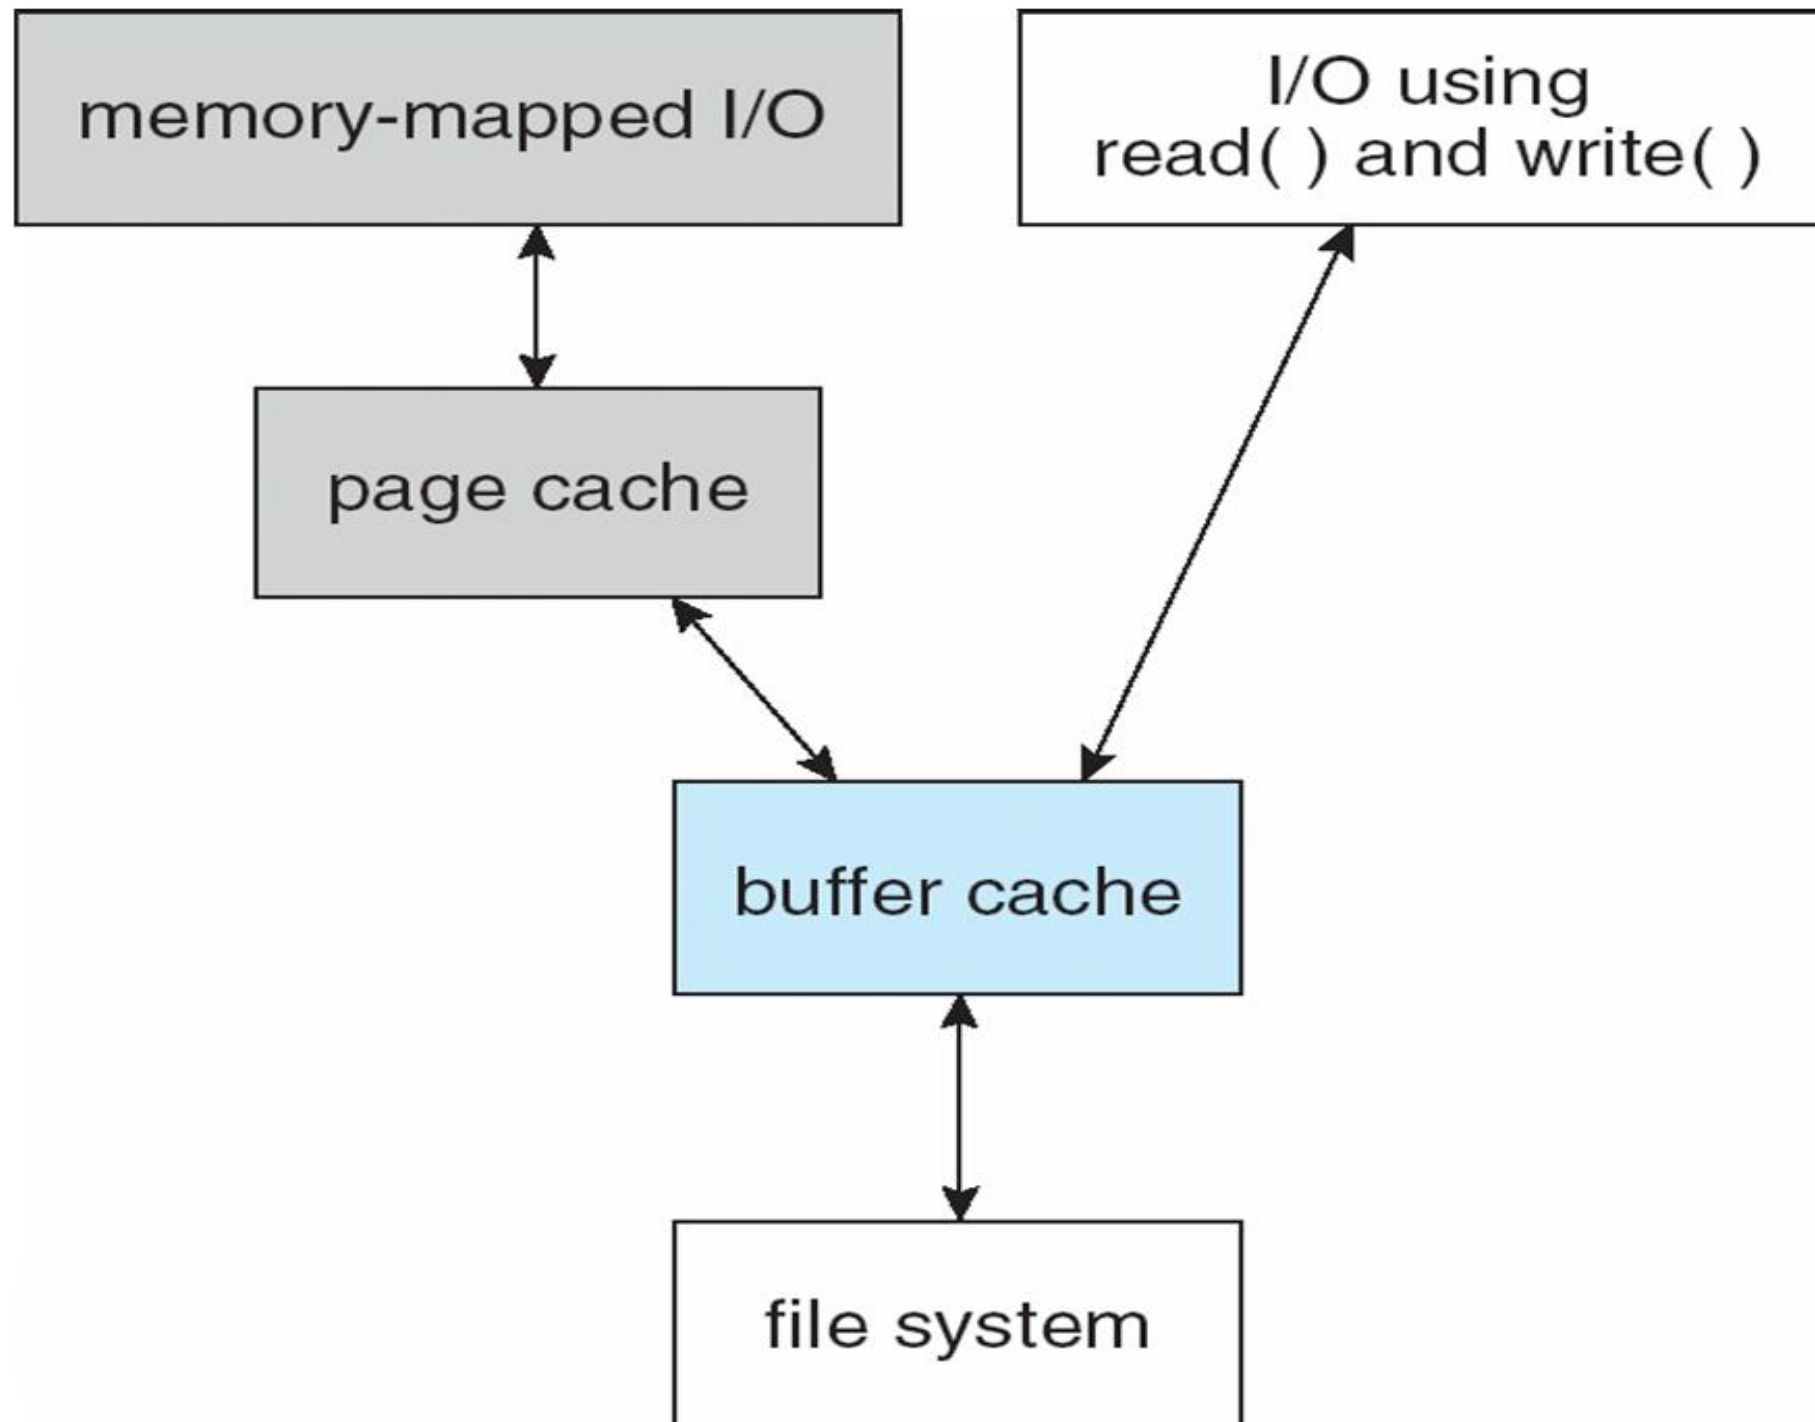 memory-mapped I/O
I/O using
read( ) and write( )
page cache
buffer cache
file system